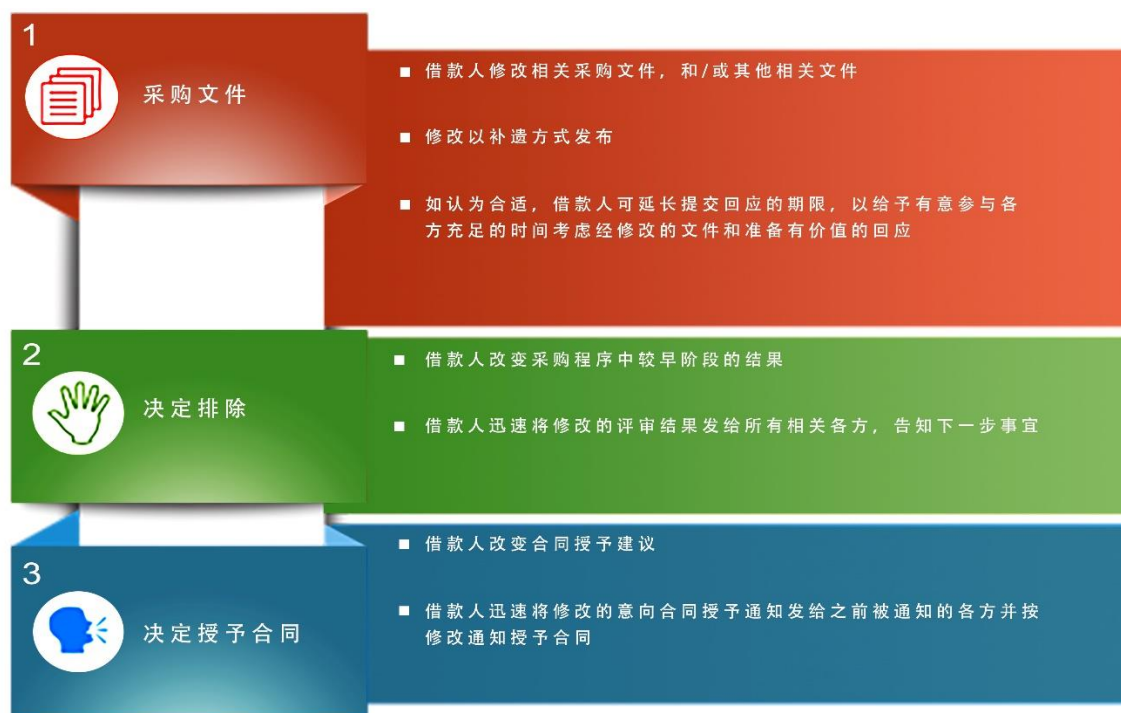 1
采购文件
■ 借款人修改相关采购文件，和/或其他相关文件
■ 修改以补遗方式发布
■ 如认为合适，借款人可延长提交回应的期限，以给予有意参与各
方充足的时间考虑经修改的文件和准备有价值的回应
2
决定排除
■ 借款人改变采购程序中较早阶段的结果
■ 借款人迅速将修改的评审结果发给所有相关各方，告知下一步事宜
3
决定授予合同
■ 借款人改变合同授予建议
■ 借款人迅速将修改的意向合同授予通知发给之前被通知的各方并按
修改通知授予合同